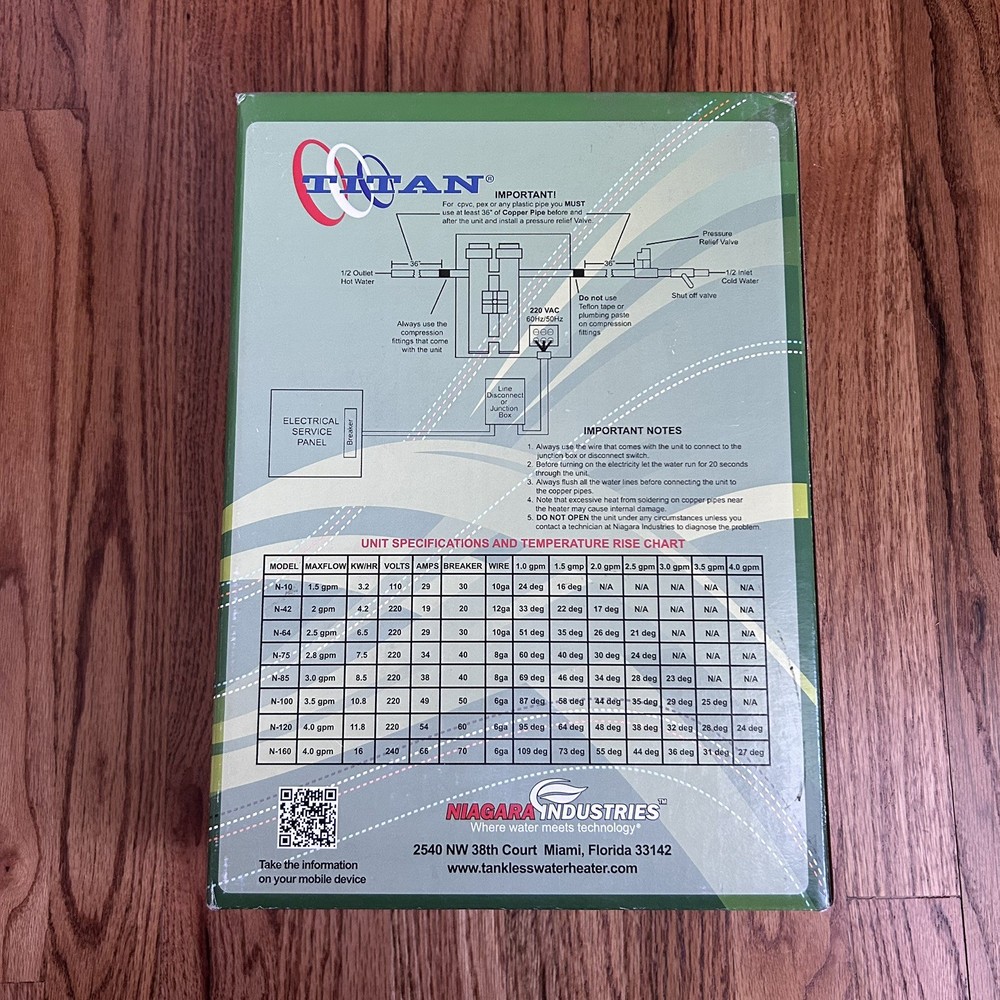 TITAN®
IMPORTANT!
For cpvc, pex or any plastic pipe you MUST
use at least 36" of Copper Pipe before and
after the unit and install a pressure relief Valve.
Pressure
Relief Valve
36"
36"
1/2 Outlet
Hot Water
1/2 Inlet
Cold Water
Shut off valve
Do not use
Teflon tape or
plumbing paste
on compression
fittings
220 VAC
60Hz/50Hz
Always use the
compression
fittings that come
with the unit
Line
Disconnect
or
Junction
Box
ELECTRICAL
SERVICE
PANEL
Breaker
IMPORTANT NOTES
1. Always use the wire that comes with the unit to connect to the
junction box or disconnect switch.
2. Before turning on the electricity let the water run for 20 seconds
through the unit.
3. Always flush all the water lines before connecting the unit to
the copper pipes.
4. Note that excessive heat from soldering on copper pipes near
the heater may cause internal damage.
5. DO NOT OPEN the unit under any circumstances unless you
contact a technician at Niagara Industries to diagnose the problem.
UNIT SPECIFICATIONS AND TEMPERATURE RISE CHART
MODEL MAXFLOW KW/HR VOLTS AMPS BREAKER WIRE 1.0 gpm 1.5 gmp 2.0 gpm 2.5 gpm 3.0 gpm 3.5 gpm 4.0 gpm
N-10 1.5 gpm 3.2 110 29 30 10ga 24 deg 16 deg N/A N/A N/A N/A N/A
N-42 2 gpm 4.2 220 19 20 12ga 33 deg 22 deg 17 deg N/A N/A N/A N/A
N-64 2.5 gpm 6.5 220 29 30 10ga 51 deg 35 deg 26 deg 21 deg N/A N/A N/A
N-75 2.8 gpm 7.5 220 34 40 8ga 60 deg 40 deg 30 deg 24 deg N/A N/A N/A
N-85 3.0 gpm 8.5 220 38 40 8ga 69 deg 46 deg 34 deg 28 deg 23 deg N/A N/A
N-100 3.5 gpm 10.8 220 49 50 6ga 87 deg 58 deg 44 deg 35 deg 29 deg 25 deg N/A
N-120 4.0 gpm 11.8 220 54 60 6ga 95 deg 64 deg 48 deg 38 deg 32 deg 28 deg 24 deg
N-160 4.0 gpm 16 240 66 70 6ga 109 deg 73 deg 55 deg 44 deg 36 deg 31 deg 27 deg
NIAGARA INDUSTRIES™
Where water meets technology®
2540 NW 38th Court Miami, Florida 33142
www.tanklesswaterheater.com
Take the information
on your mobile device